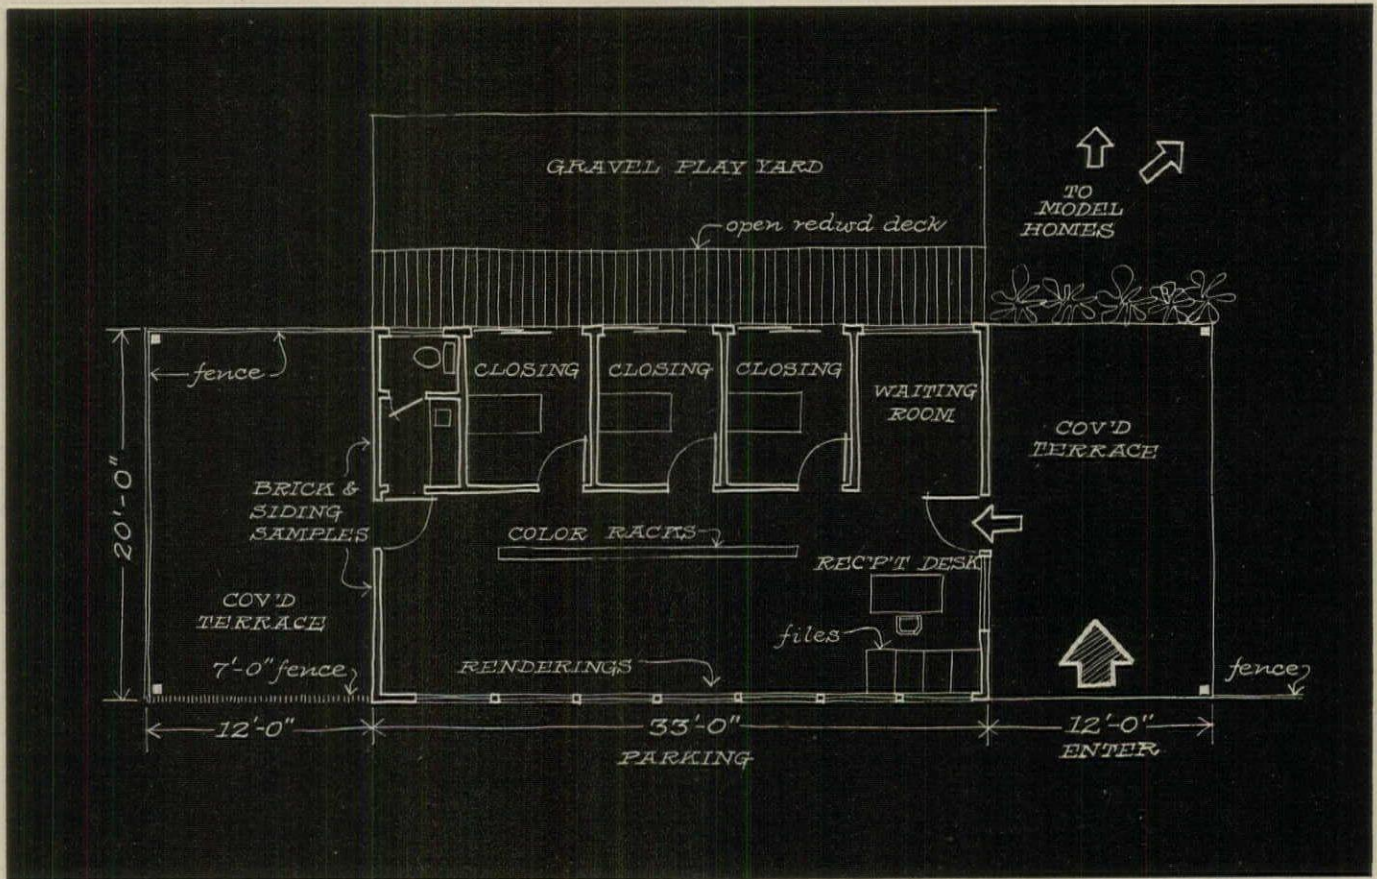 GRAVEL PLAY YARD
TO
MODEL
HOMES
open redwd deck
fence
CLOSING
CLOSING
CLOSING
WAITING
ROOM
COV'D
TERRACE
20'-0"
BRICK &
SIDING
SAMPLES
COLOR RACKS
REC'P'T DESK
COV'D
TERRACE
files
7'-0" fence
RENDERINGS
fence
12'-0"
33'-0"
12'-0"
PARKING
ENTER